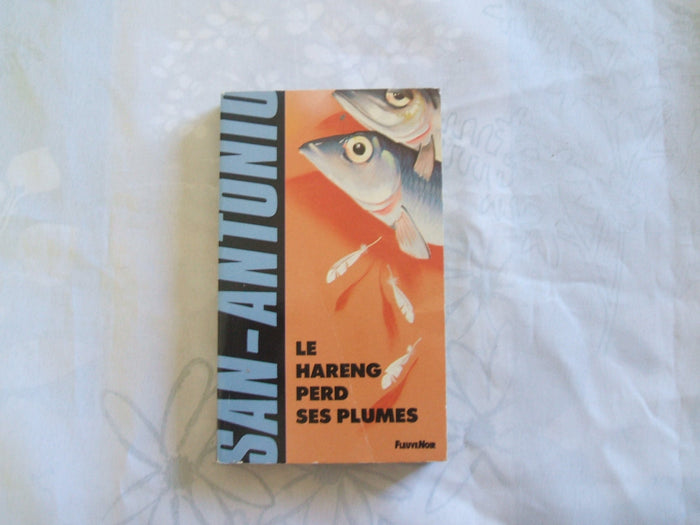 SAN-ANTONIO
LE
HARENG
PERD
SES PLUMES
FLEUVE NOIR